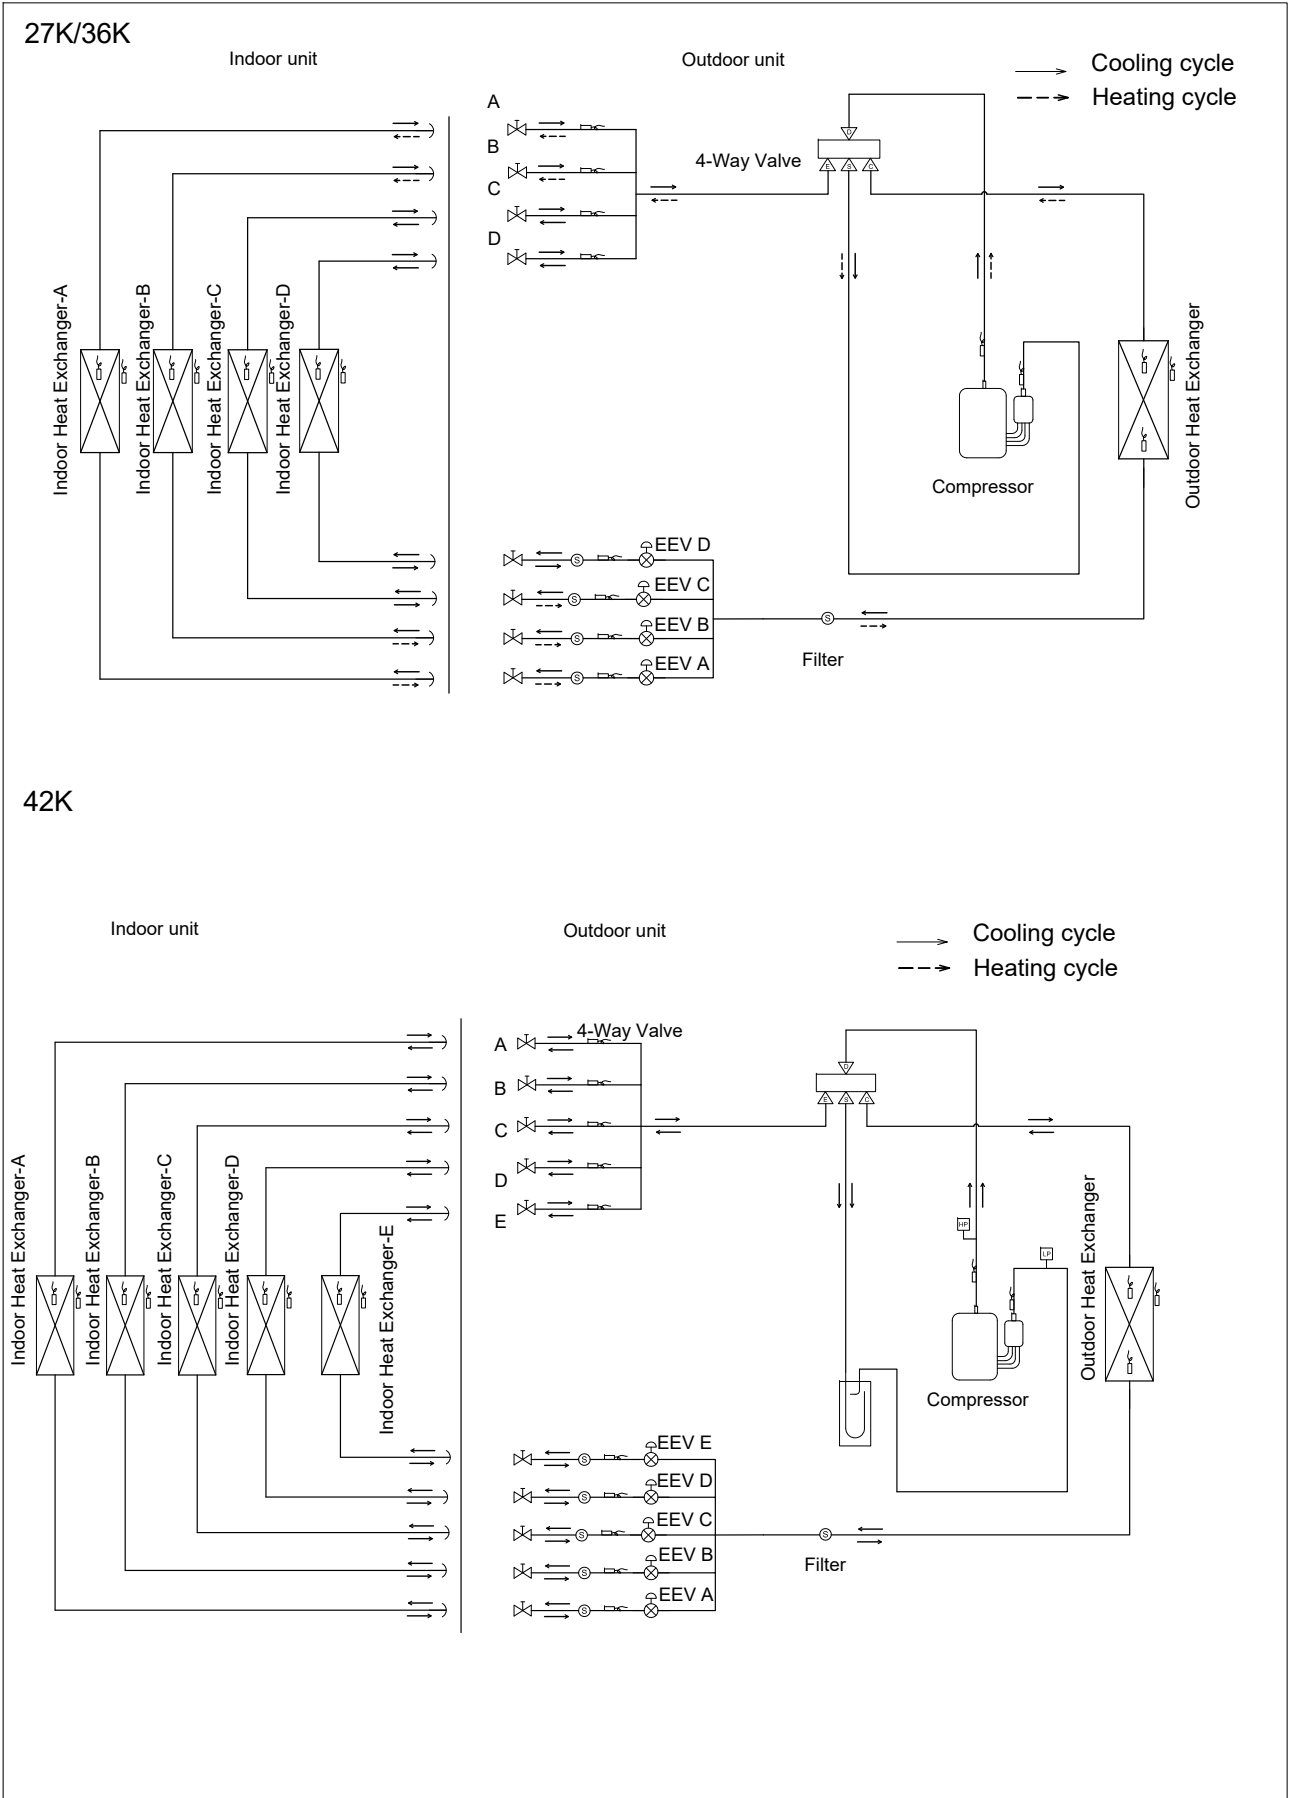 27K/36K
Indoor unit
Outdoor unit
Cooling cycle
Heating cycle
A
B
C
D
4-Way Valve
D
E
S
C
Indoor Heat Exchanger-A
Indoor Heat Exchanger-B
Indoor Heat Exchanger-C
Indoor Heat Exchanger-D
Outdoor Heat Exchanger
Compressor
S
EEV D
S
EEV C
S
EEV B
S
EEV A
S
Filter
42K
Indoor unit
Outdoor unit
Cooling cycle
Heating cycle
4-Way Valve
A
B
C
D
E
D
E
S
C
Indoor Heat Exchanger-A
Indoor Heat Exchanger-B
Indoor Heat Exchanger-C
Indoor Heat Exchanger-D
Indoor Heat Exchanger-E
HP
LP
Outdoor Heat Exchanger
Compressor
S
EEV E
S
EEV D
S
EEV C
S
EEV B
S
EEV A
S
Filter